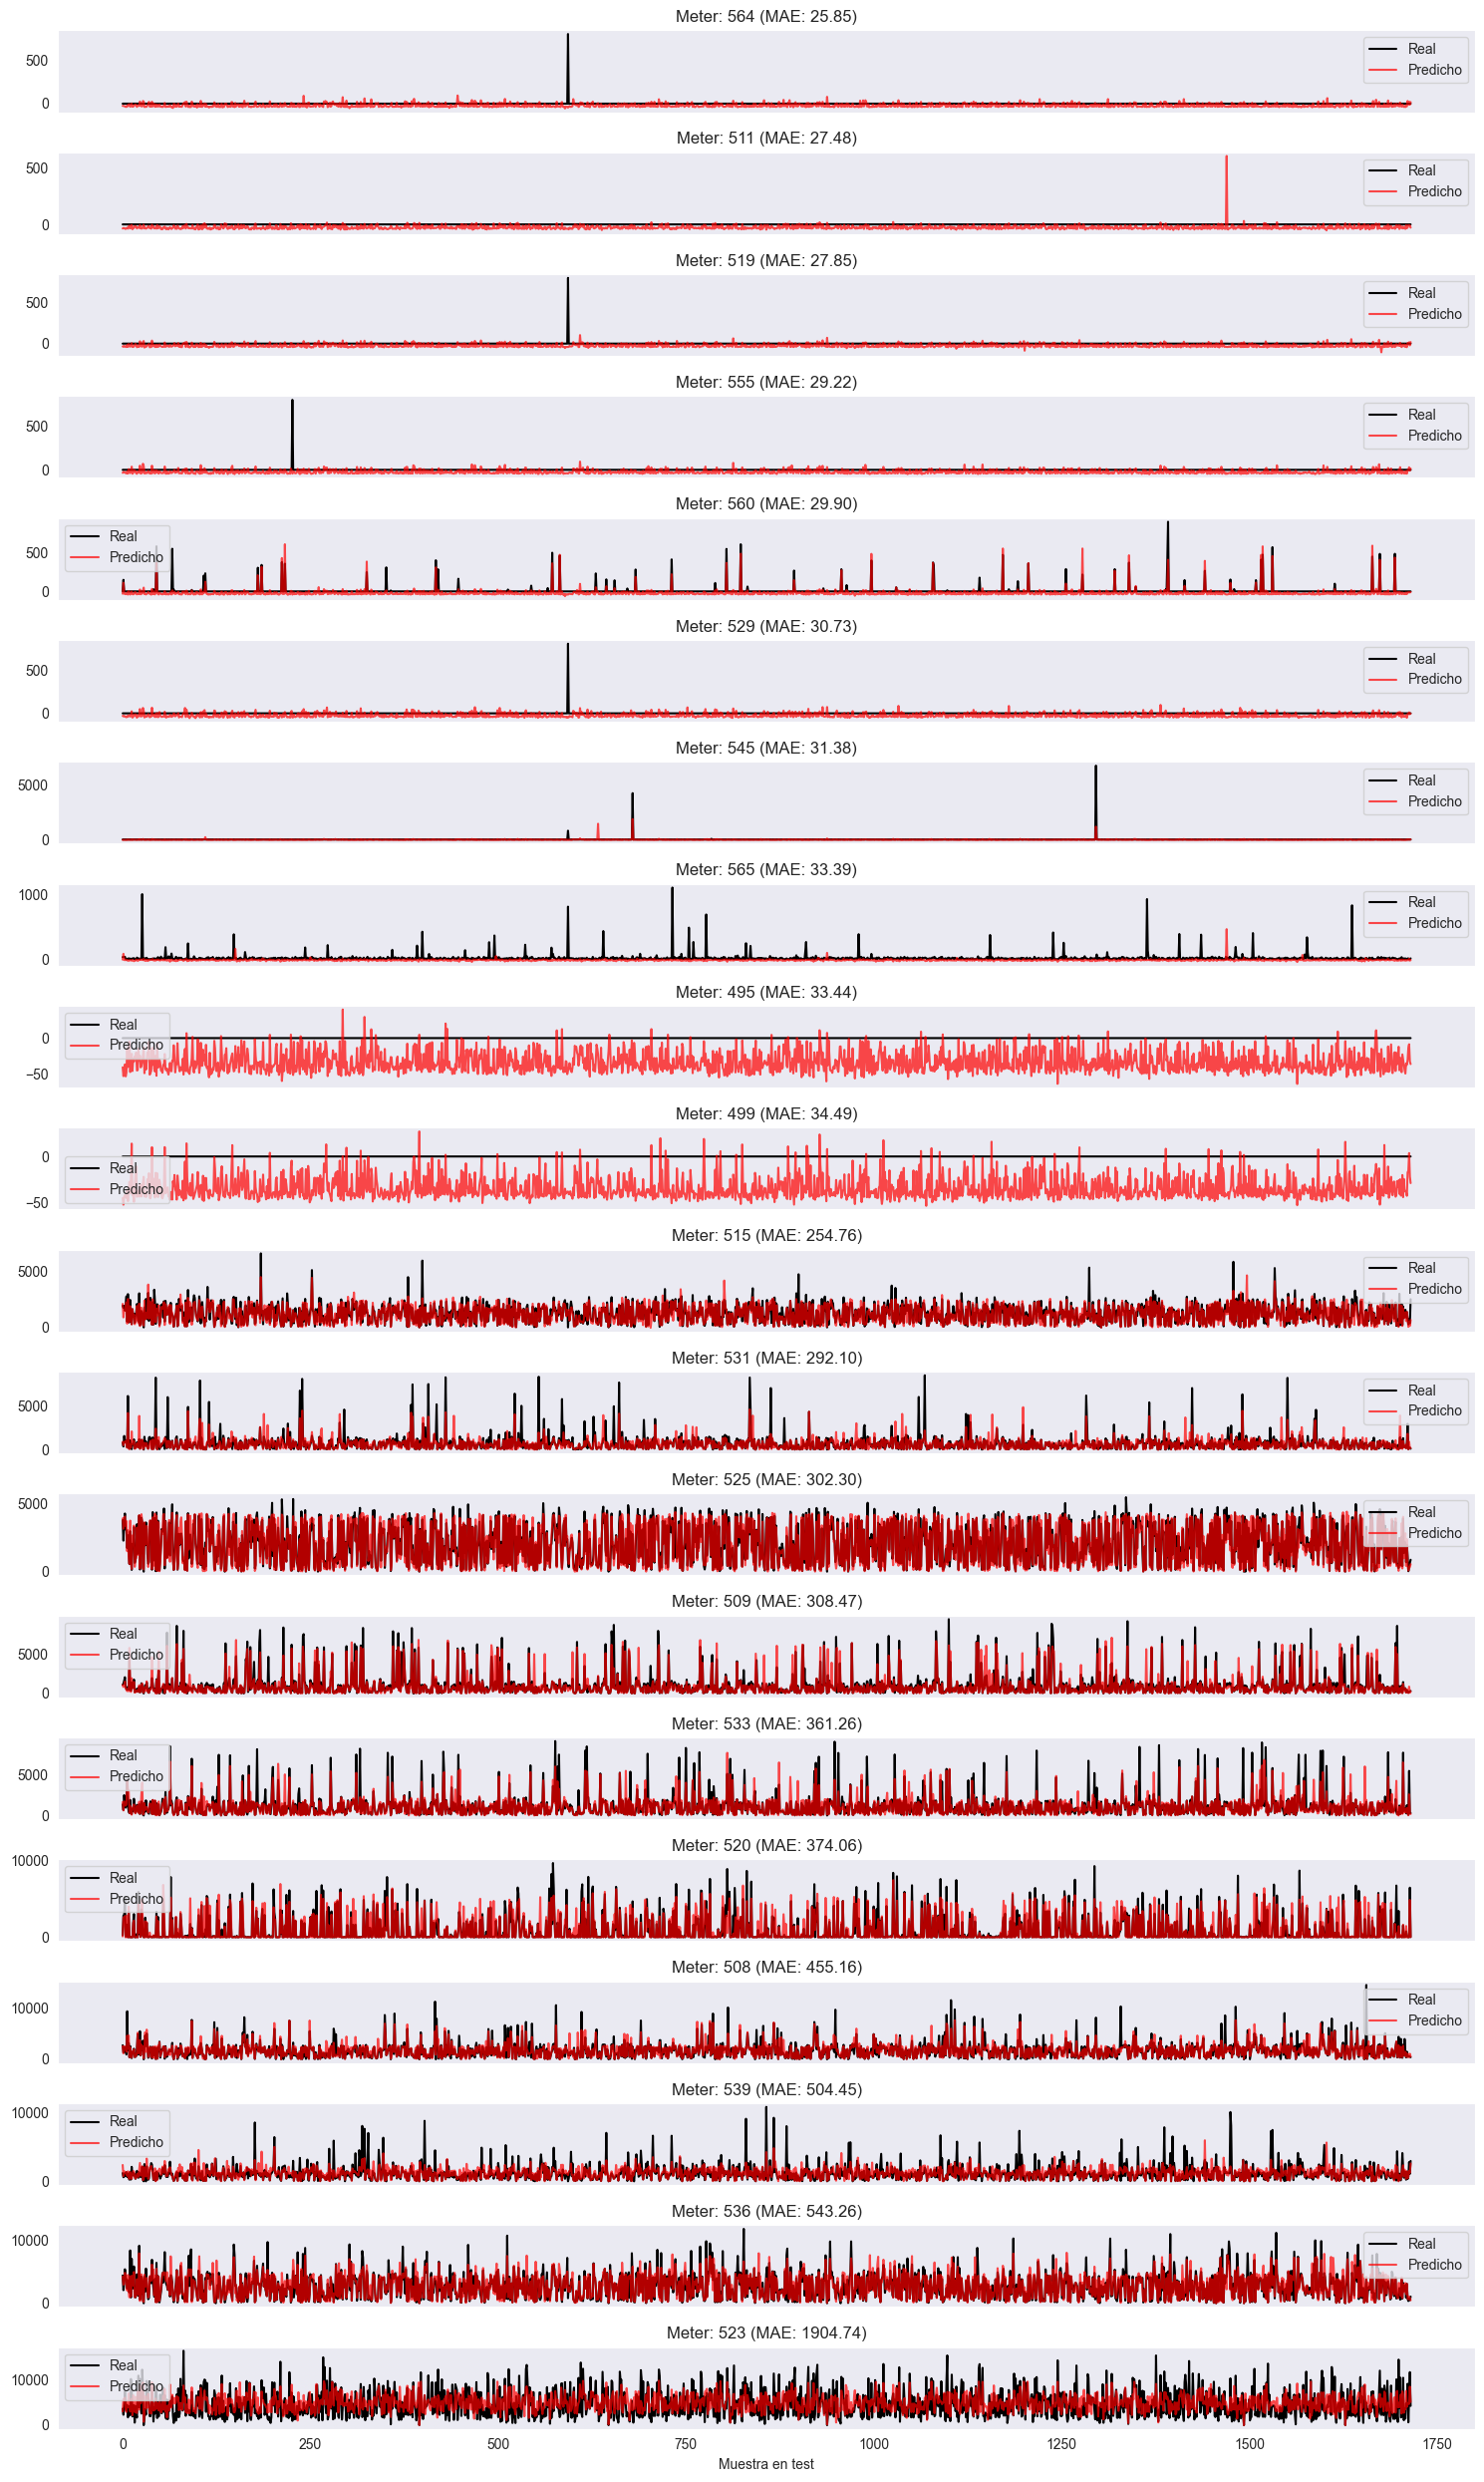 Meter: 564 (MAE: 25.85)
500
0
Real
Predicho
Meter: 511 (MAE: 27.48)
500
0
Real
Predicho
Meter: 519 (MAE: 27.85)
500
0
Real
Predicho
Meter: 555 (MAE: 29.22)
500
0
Real
Predicho
Meter: 560 (MAE: 29.90)
500
0
Real
Predicho
Meter: 529 (MAE: 30.73)
500
0
Real
Predicho
Meter: 545 (MAE: 31.38)
5000
0
Real
Predicho
Meter: 565 (MAE: 33.39)
1000
0
Real
Predicho
Meter: 495 (MAE: 33.44)
0
−50
Real
Predicho
Meter: 499 (MAE: 34.49)
0
−50
Real
Predicho
Meter: 515 (MAE: 254.76)
5000
0
Real
Predicho
Meter: 531 (MAE: 292.10)
5000
0
Real
Predicho
Meter: 525 (MAE: 302.30)
5000
0
Real
Predicho
Meter: 509 (MAE: 308.47)
5000
0
Real
Predicho
Meter: 533 (MAE: 361.26)
5000
0
Real
Predicho
Meter: 520 (MAE: 374.06)
10000
0
Real
Predicho
Meter: 508 (MAE: 455.16)
10000
0
Real
Predicho
Meter: 539 (MAE: 504.45)
10000
0
Real
Predicho
Meter: 536 (MAE: 543.26)
10000
0
Real
Predicho
Meter: 523 (MAE: 1904.74)
10000
0
Real
Predicho
0 250 500 750 1000 1250 1500 1750
Muestra en test